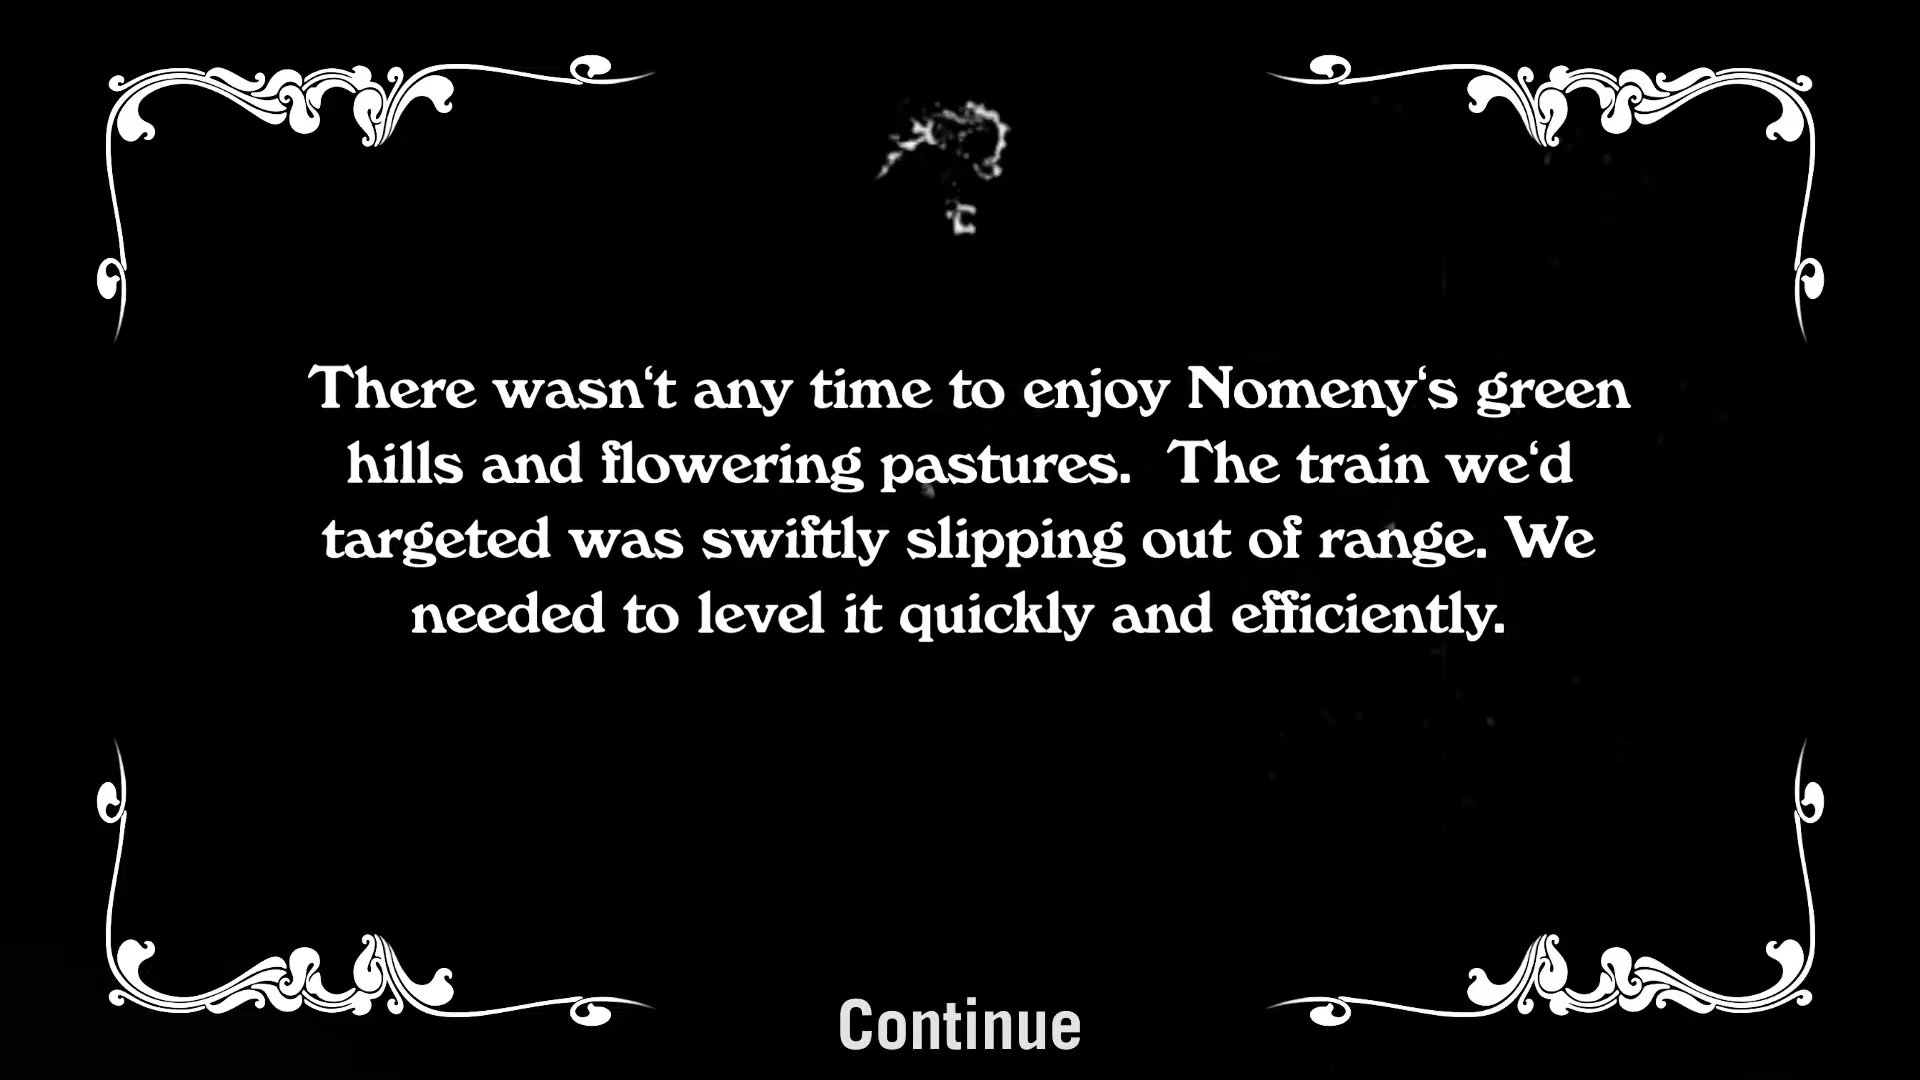 There wasn‘t any time to enjoy Nomeny‘s green
hills and flowering pastures.  The train we‘d
targeted was swiftly slipping out of range. We
needed to level it quickly and efficiently.
Continue